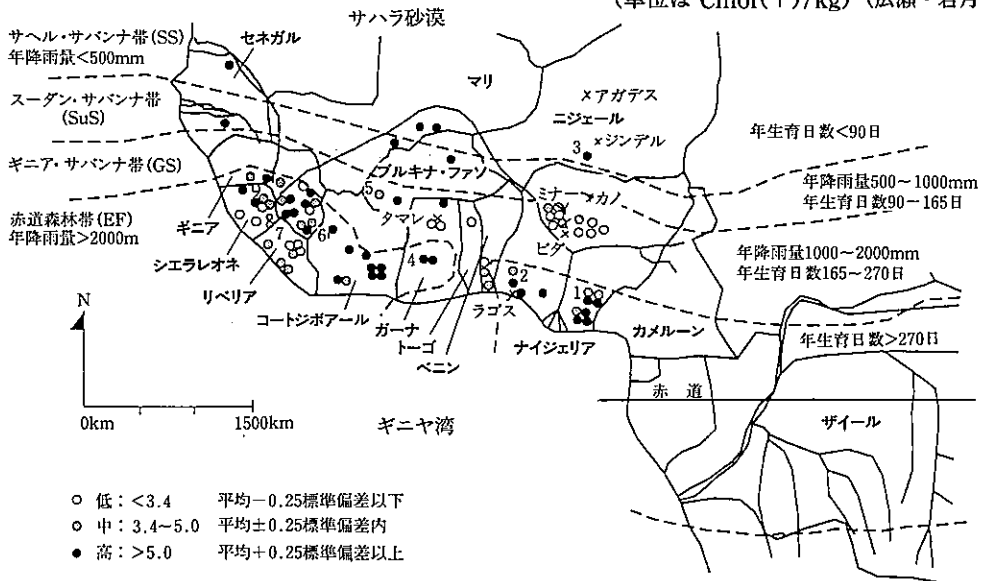 (単位は Cmol(+)/kg) (広瀬・若月
サハラ砂漠
サヘル・サバンナ帯(SS)
年降雨量<500mm
セネガル
マリ
スーダン・サバンナ帯
(SuS)
×アガデス
ニジェール
×ジンデル
3
年生育日数<90日
ギニア・サバンナ帯(GS)
ブルキナ・ファソ
5
ミナー
カノ
年降雨量500~1000mm
年生育日数90~165日
赤道森林帯(EF)
年降雨量>2000m
ギニア
タマレ×
ビダ
8
7
6
4
2
1
年降雨量1000~2000mm
年生育日数165~270日
シエラレオネ
リベリア
コートジボアール
ガーナ
トーゴ
ベニン
ラゴス
ナイジェリア
カメルーン
年生育日数>270日
N
0km
1500km
ギニヤ湾
赤道
ザイール
○ 低:<3.4 平均-0.25標準偏差以下
◎ 中:3.4~5.0 平均±0.25標準偏差内
● 高:>5.0 平均+0.25標準偏差以上